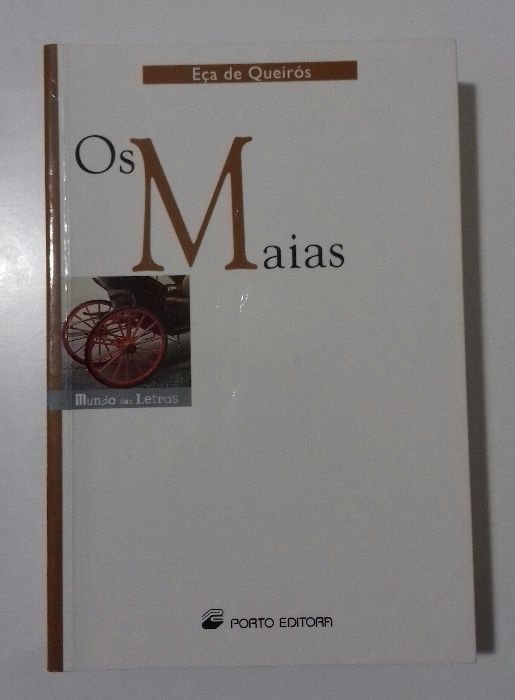 Eça de Queirós
Os Maias
Mundo das Letras
PORTO EDITORA